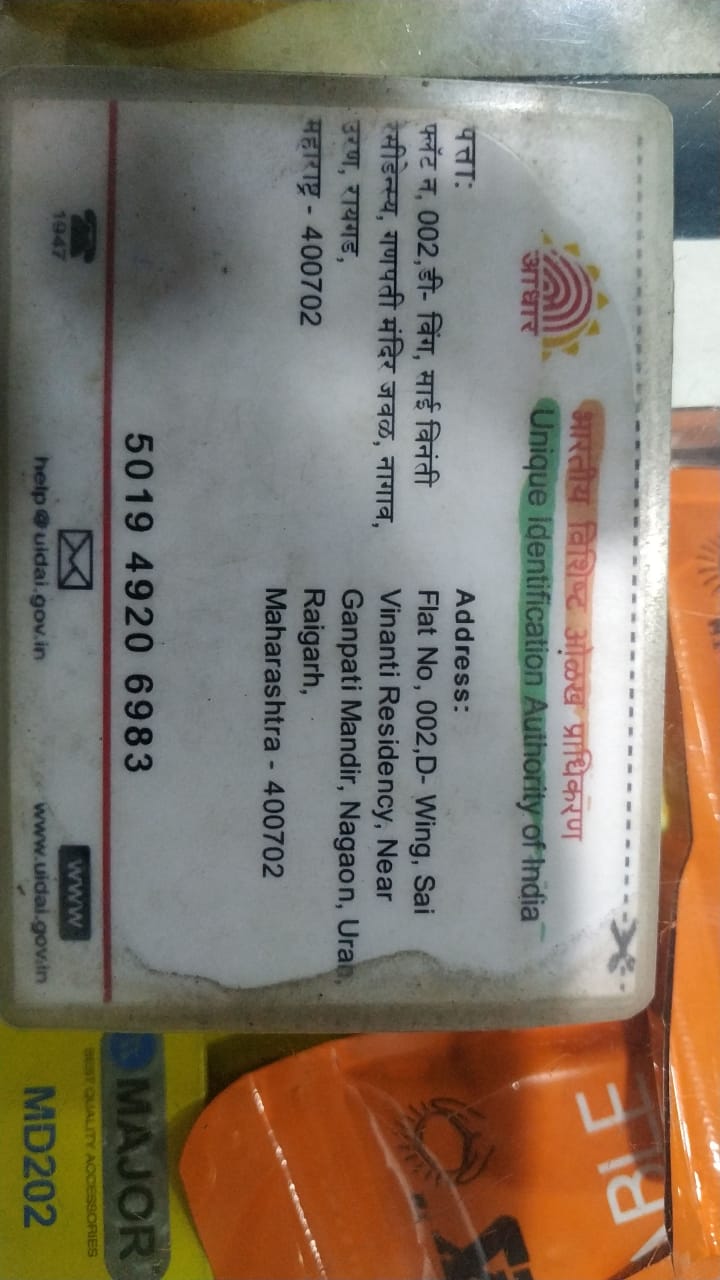 आधार
भारतीय विशिष्ट ओळख प्राधिकरण
Unique Identification Authority of India
पत्ता:
फ्लॅट न, 002,डी- विंग, साई विनंती
रेसीडेन्स्य, गणपती मंदिर जवळ, नागाव,
उरण, रायगड,
महाराष्ट्र - 400702
Address:
Flat No, 002,D- Wing, Sai
Vinanti Residency, Near
Ganpati Mandir, Nagaon, Uran,
Raigarh,
Maharashtra - 400702
5019 4920 6983
1947
help@uidai.gov.in
www
www.uidai.gov.in
MAJOR
BEST QUALITY ACCESSORIES
MD202